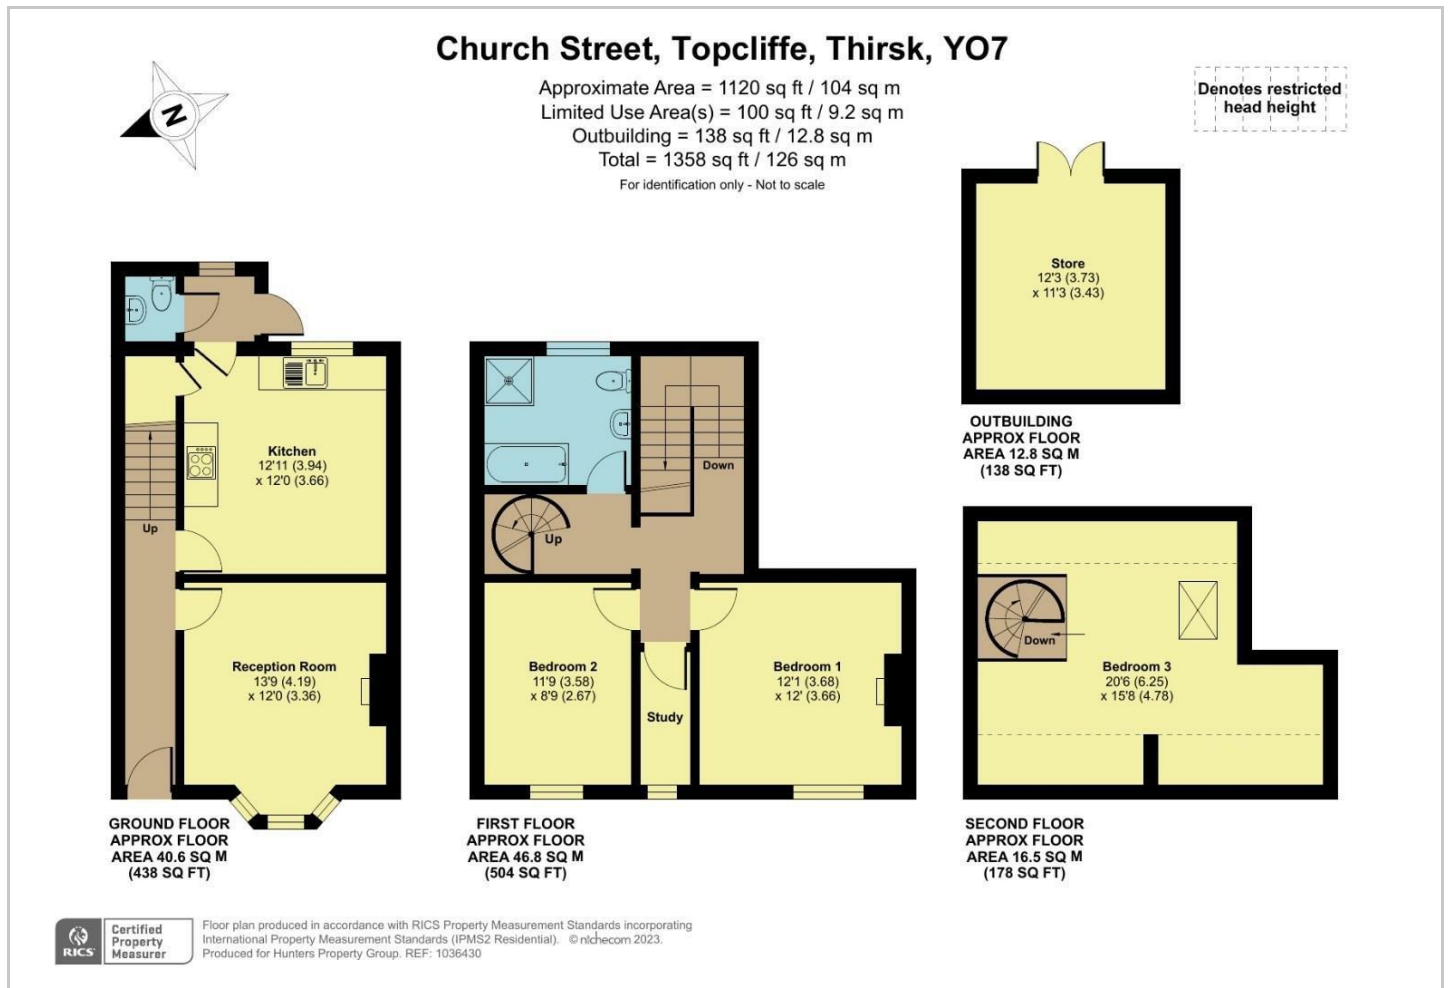 Church Street, Topcliffe, Thirsk, YO7
Approximate Area = 1120 sq ft / 104 sq m
Limited Use Area(s) = 100 sq ft / 9.2 sq m
Outbuilding = 138 sq ft / 12.8 sq m
Total = 1358 sq ft / 126 sq m
For identification only - Not to scale
N
Denotes restricted
head height
Store
12'3 (3.73)
x 11'3 (3.43)
OUTBUILDING
APPROX FLOOR
AREA 12.8 SQ M
(138 SQ FT)
Kitchen
12'11 (3.94)
x 12'0 (3.66)
Up
Reception Room
13'9 (4.19)
x 12'0 (3.36)
GROUND FLOOR
APPROX FLOOR
AREA 40.6 SQ M
(438 SQ FT)
Down
Up
Bedroom 2
11'9 (3.58)
x 8'9 (2.67)
Study
Bedroom 1
12'1 (3.68)
x 12' (3.66)
FIRST FLOOR
APPROX FLOOR
AREA 46.8 SQ M
(504 SQ FT)
Down
Bedroom 3
20'6 (6.25)
x 15'8 (4.78)
SECOND FLOOR
APPROX FLOOR
AREA 16.5 SQ M
(178 SQ FT)
RICS
Certified
Property
Measurer
Floor plan produced in accordance with RICS Property Measurement Standards incorporating
International Property Measurement Standards (IPMS2 Residential). © nichecom 2023.
Produced for Hunters Property Group. REF: 1036430